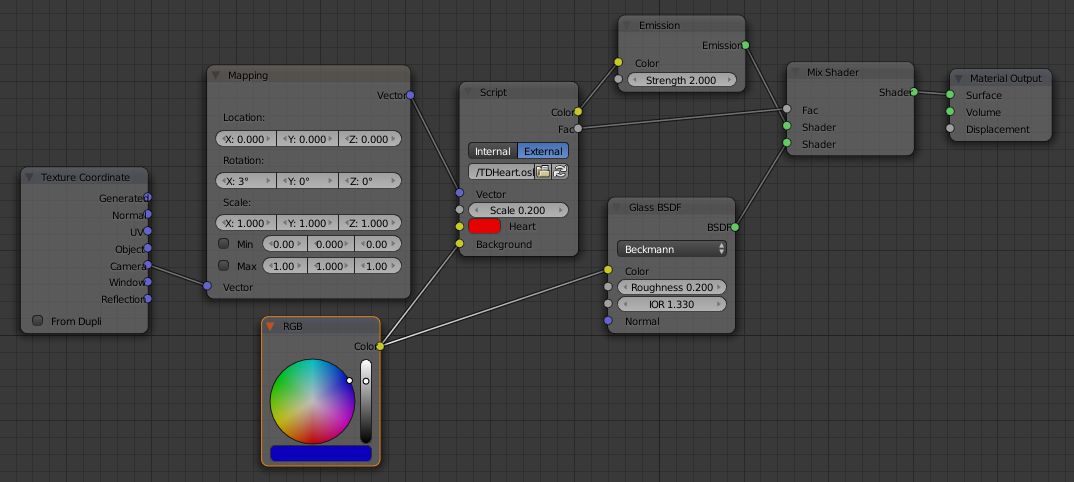 Texture Coordinate
Generated
Normal
UV
Object
Camera
Window
Reflection
From Dupli
Mapping
Vector
Location:
X: 0.000 Y: 0.000 Z: 0.000
Rotation:
X: 3° Y: 0° Z: 0°
Scale:
X: 1.000 Y: 1.000 Z: 1.000
Min 0.00 0.000 0.00
Max 1.00 1.000 1.00
Vector
RGB
Color
Script
Color
Fac
Internal External
/TDHeart.osl
Vector
Scale 0.200
Heart
Background
Emission
Emission
Color
Strength 2.000
Glass BSDF
BSDF
Beckmann
Color
Roughness 0.200
IOR 1.330
Normal
Mix Shader
Shader
Fac
Shader
Shader
Material Output
Surface
Volume
Displacement